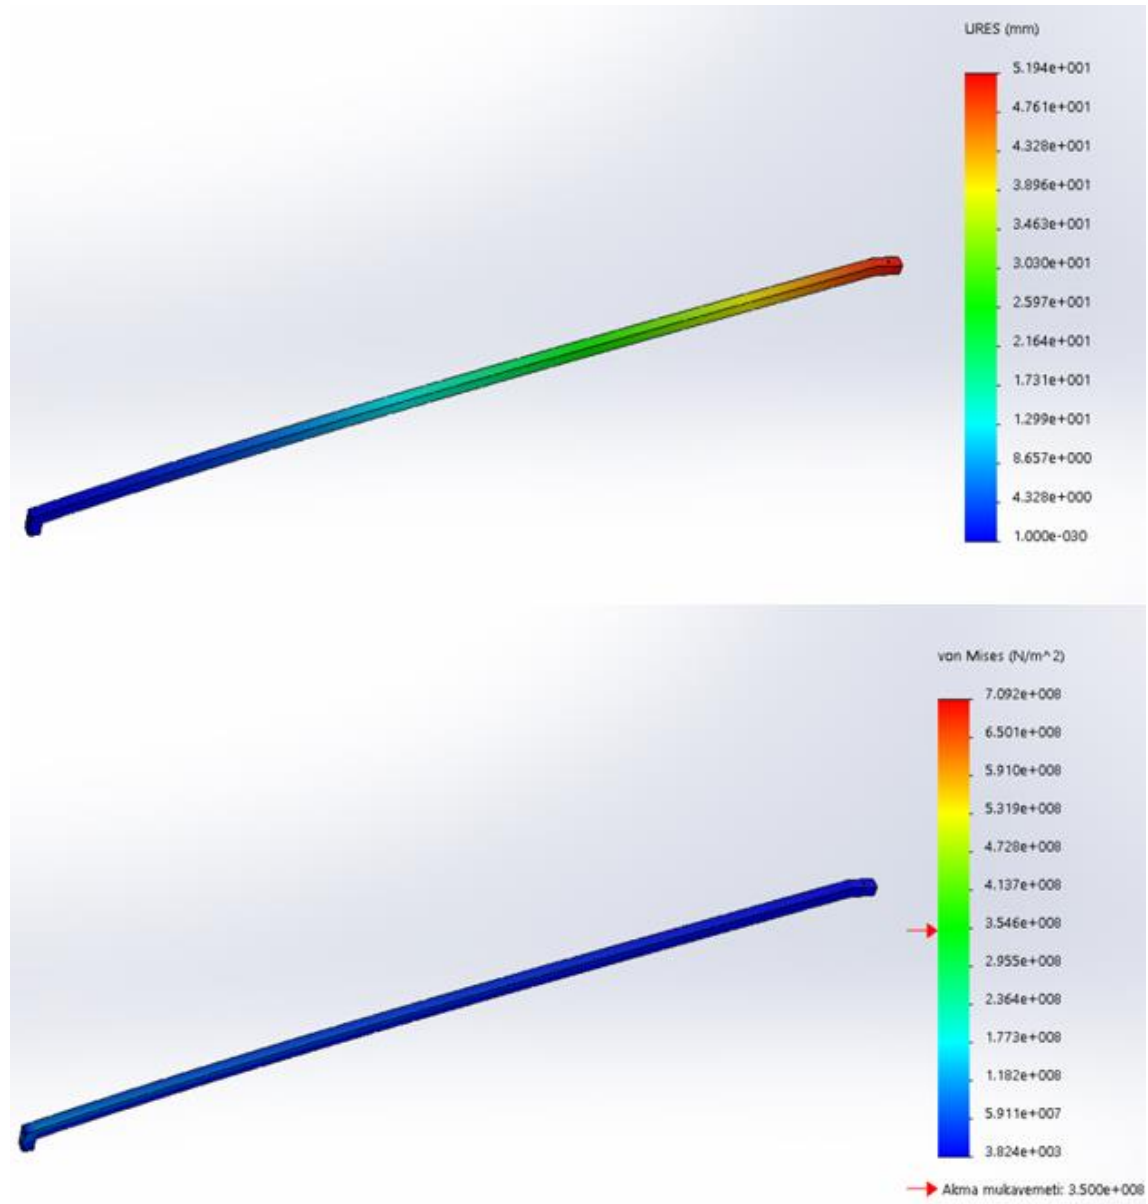 URES (mm)
5.194e+001
4.761e+001
4.328e+001
3.896e+001
3.463e+001
3.030e+001
2.597e+001
2.164e+001
1.731e+001
1.299e+001
8.657e+000
4.328e+000
1.000e-030
von Mises (N/m^2)
7.092e+008
6.501e+008
5.910e+008
5.319e+008
4.728e+008
4.137e+008
3.546e+008
2.955e+008
2.364e+008
1.773e+008
1.182e+008
5.911e+007
3.824e+003
Akma mukavemeti: 3.500e+008